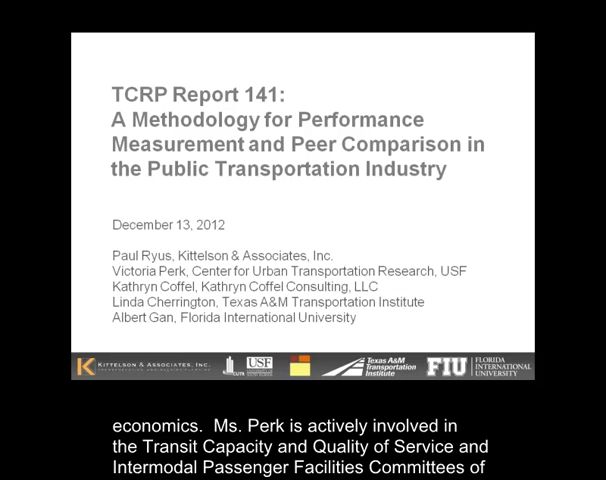 TCRP Report 141:
A Methodology for Performance
Measurement and Peer Comparison in
the Public Transportation Industry
December 13, 2012
Paul Ryus, Kittelson & Associates, Inc.
Victoria Perk, Center for Urban Transportation Research, USF
Kathryn Coffel, Kathryn Coffel Consulting, LLC
Linda Cherrington, Texas A&M Transportation Institute
Albert Gan, Florida International University
KITTELSON & ASSOCIATES, INC.
CUTR
USF
Texas A&M
Transportation
Institute
FIU
FLORIDA
INTERNATIONAL
UNIVERSITY
economics.  Ms. Perk is actively involved in
the Transit Capacity and Quality of Service and
Intermodal Passenger Facilities Committees of